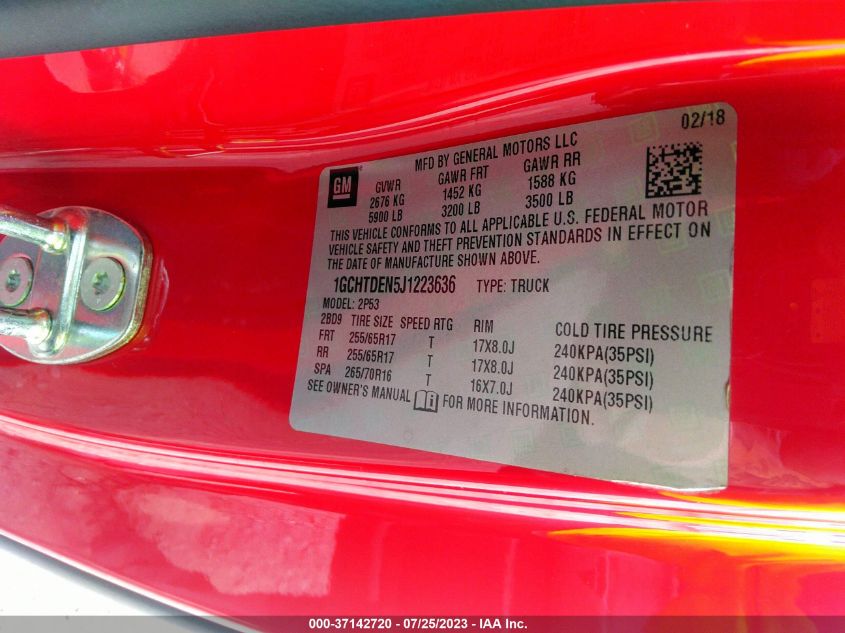 02/18
MFD BY GENERAL MOTORS LLC
GM
GVWR GAWR FRT GAWR RR
2676 KG 1452 KG 1588 KG
5900 LB 3200 LB 3500 LB
THIS VEHICLE CONFORMS TO ALL APPLICABLE U.S. FEDERAL MOTOR
VEHICLE SAFETY AND THEFT PREVENTION STANDARDS IN EFFECT ON
THE DATE OF MANUFACTURE SHOWN ABOVE.
1GCHTDEN5J1223636 TYPE: TRUCK
MODEL: 2P53
2BD9 TIRE SIZE SPEED RTG RIM COLD TIRE PRESSURE
FRT 255/65R17 T 17X8.0J 240KPA(35PSI)
RR 255/65R17 T 17X8.0J 240KPA(35PSI)
SPA 265/70R16 T 16X7.0J 240KPA(35PSI)
SEE OWNER'S MANUAL FOR MORE INFORMATION.
000-37142720 - 07/25/2023 - IAA Inc.